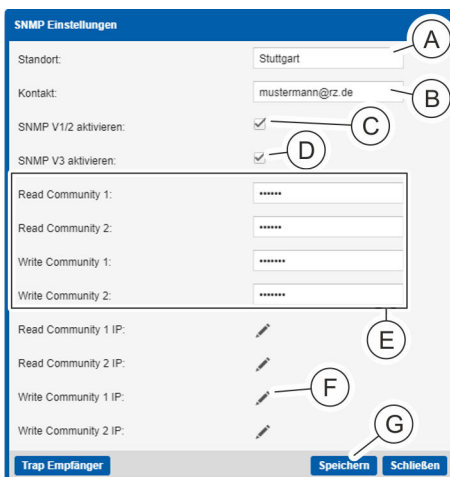 SNMP Einstellungen
A
Standort: Stuttgart
Kontakt: mustermann@rz.de
B
SNMP V1/2 aktivieren:
C
SNMP V3 aktivieren:
D
Read Community 1: ••••••
Read Community 2: ••••••
Write Community 1: •••••••
Write Community 2: •••••••
E
Read Community 1 IP:
Read Community 2 IP:
F
Write Community 1 IP:
G
Write Community 2 IP:
Trap Empfänger Speichern Schließen